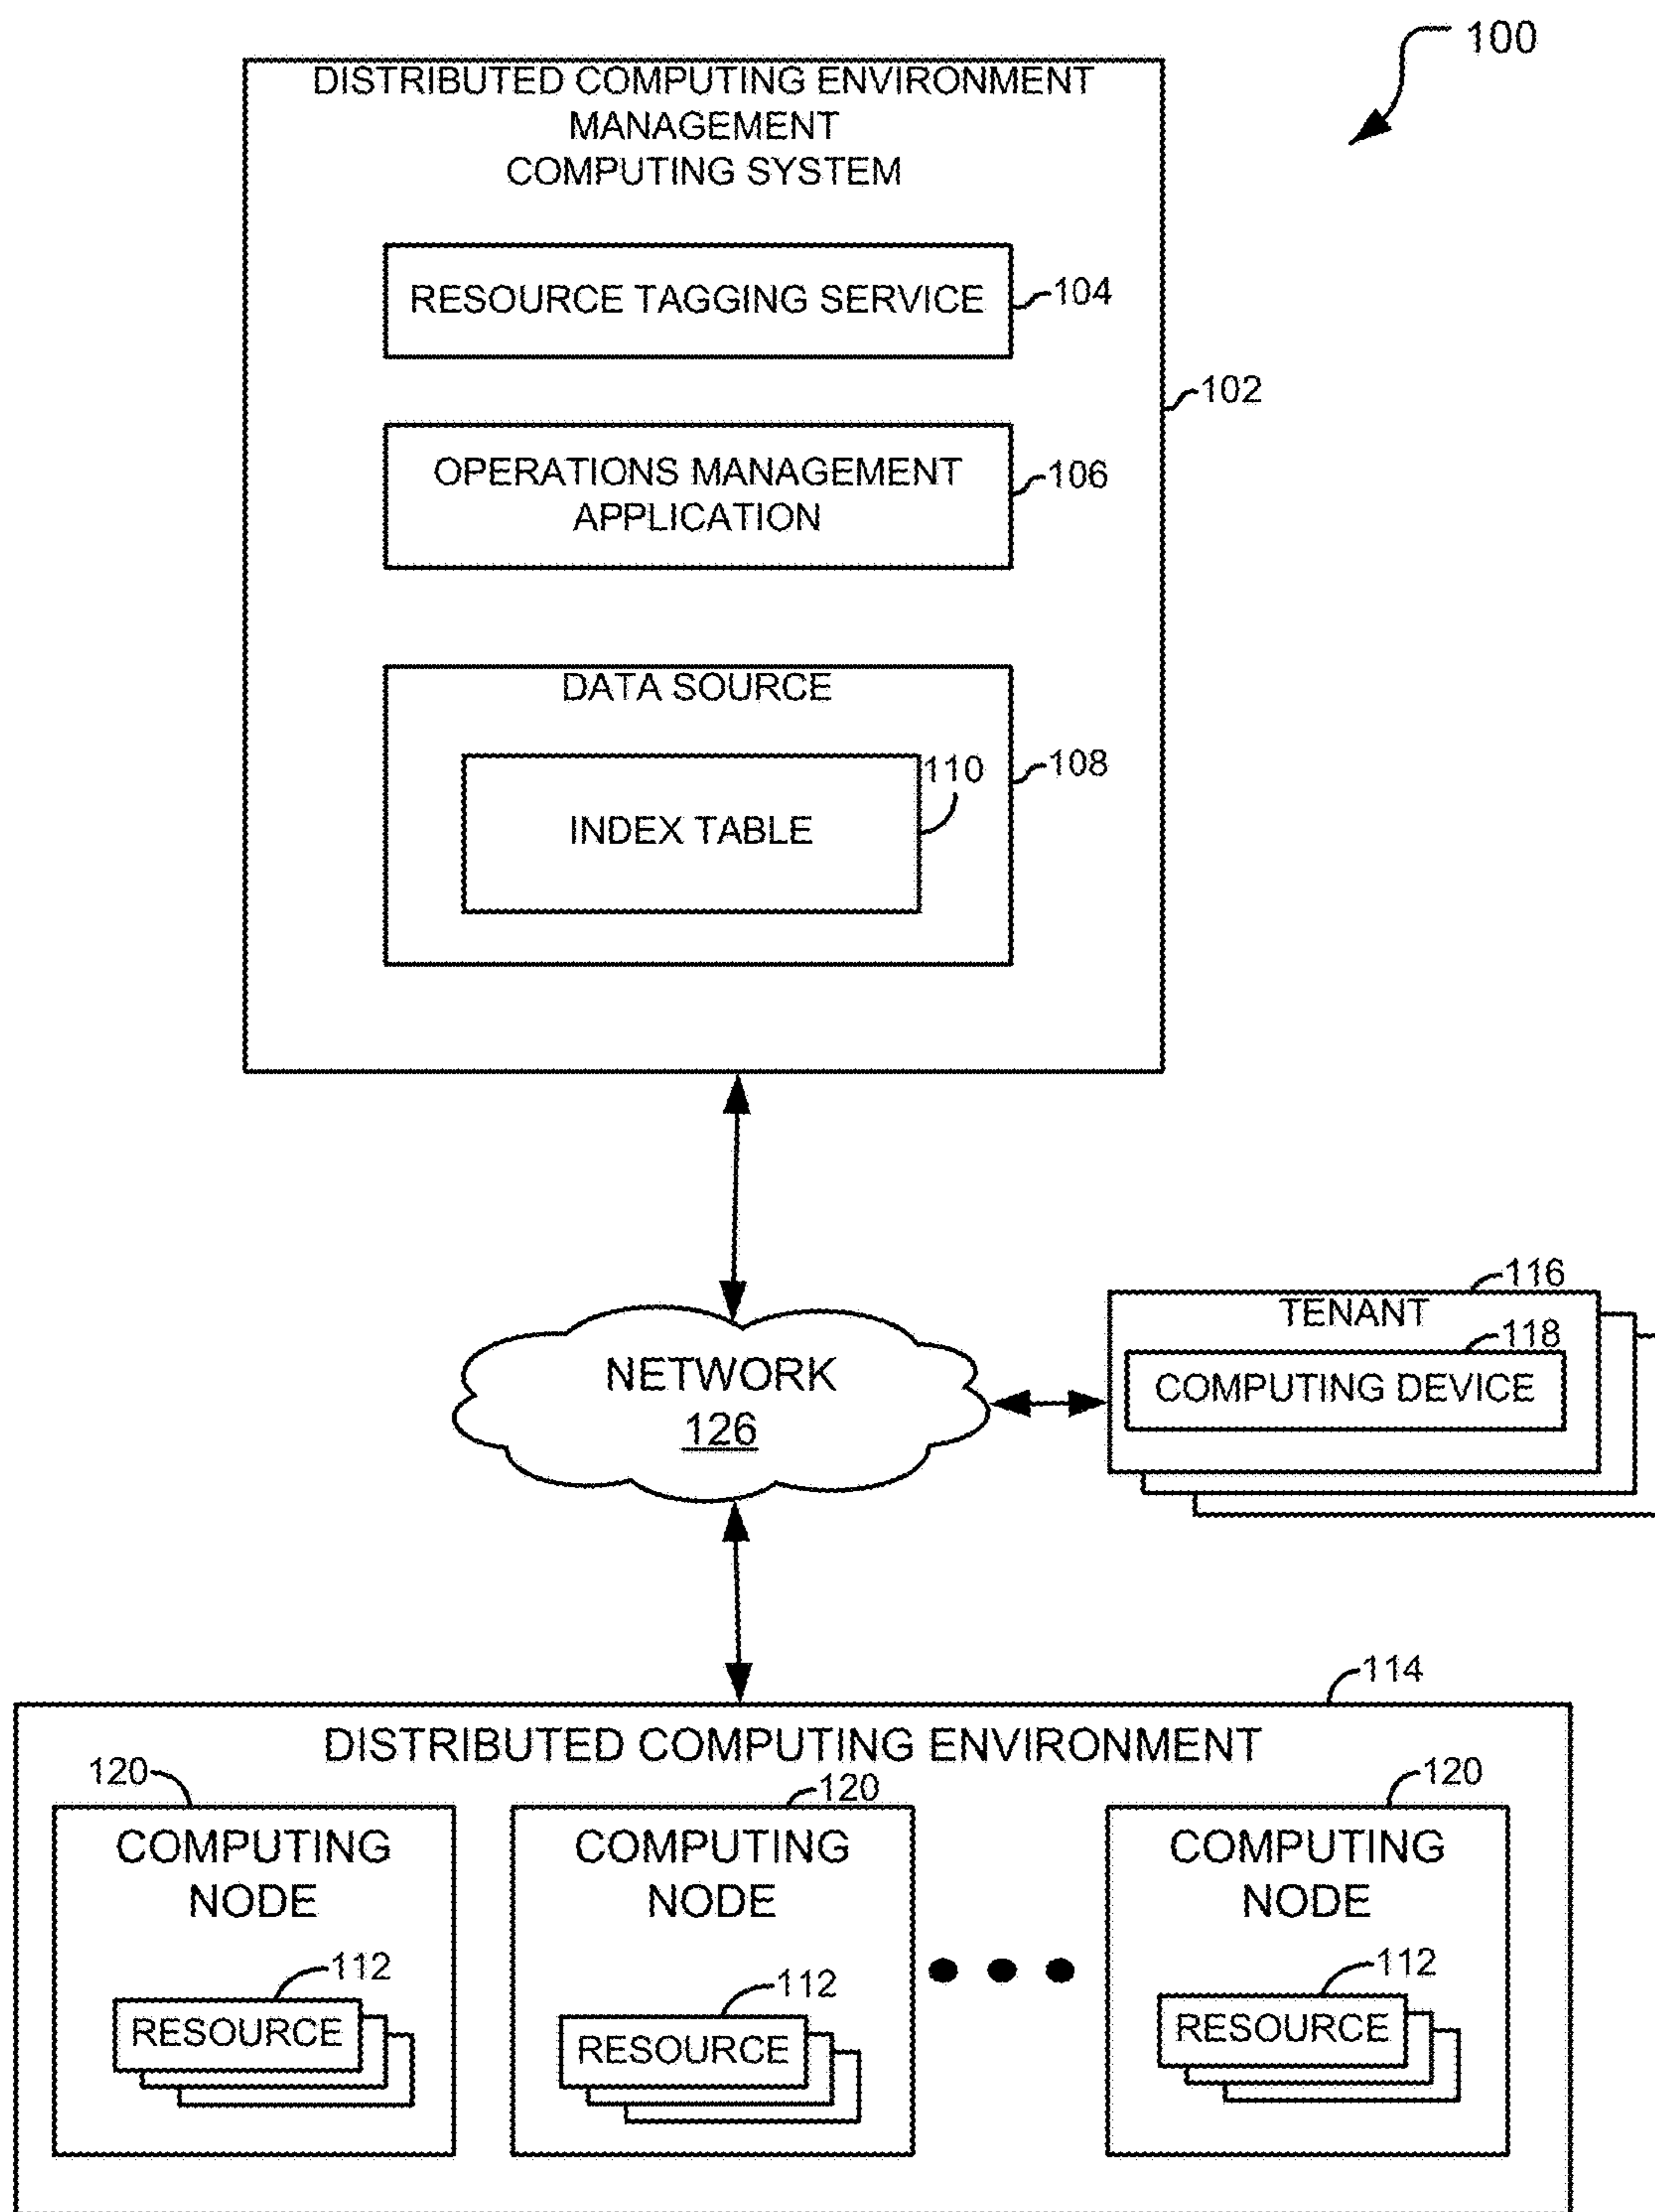 100
DISTRIBUTED COMPUTING ENVIRONMENT
MANAGEMENT
COMPUTING SYSTEM
RESOURCE TAGGING SERVICE
104
102
OPERATIONS MANAGEMENT
APPLICATION
106
DATA SOURCE
108
110
INDEX TABLE
116
TENANT
118
COMPUTING DEVICE
NETWORK
126
114
DISTRIBUTED COMPUTING ENVIRONMENT
120
COMPUTING
NODE
112
RESOURCE
120
COMPUTING
NODE
112
RESOURCE
120
COMPUTING
NODE
112
RESOURCE